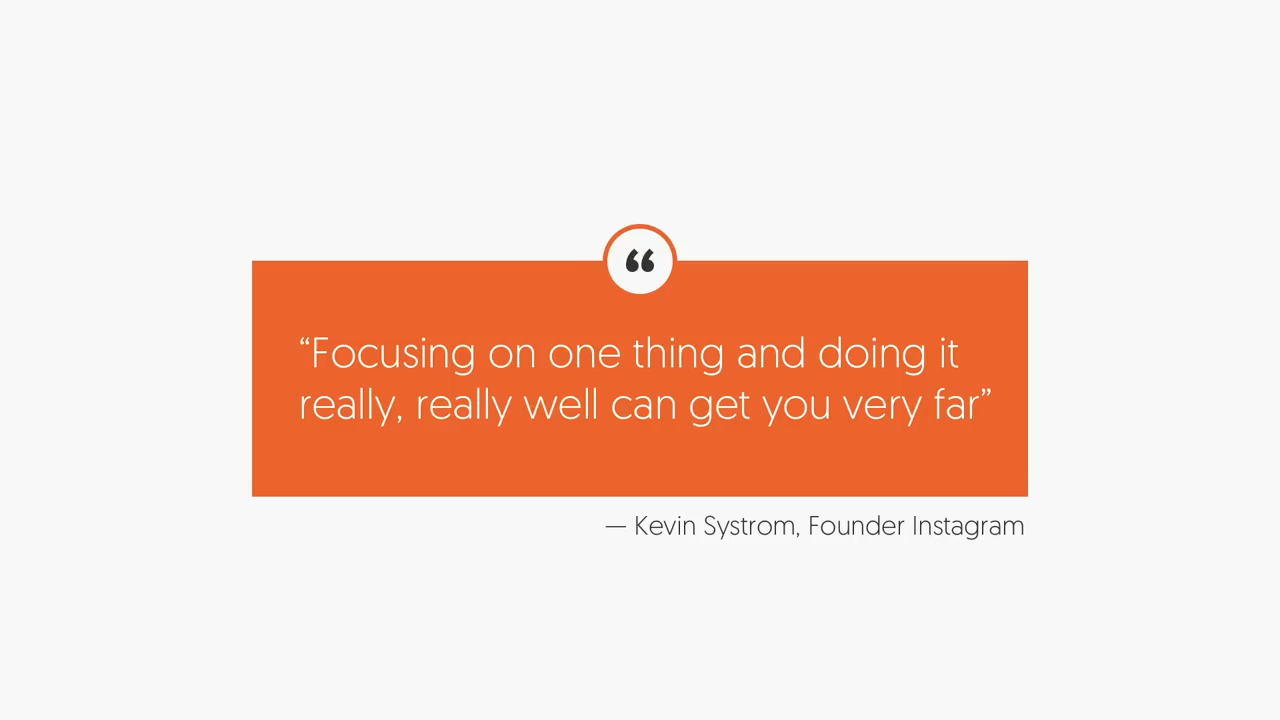 “
“Focusing on one thing and doing it
really, really well can get you very far”
— Kevin Systrom, Founder Instagram